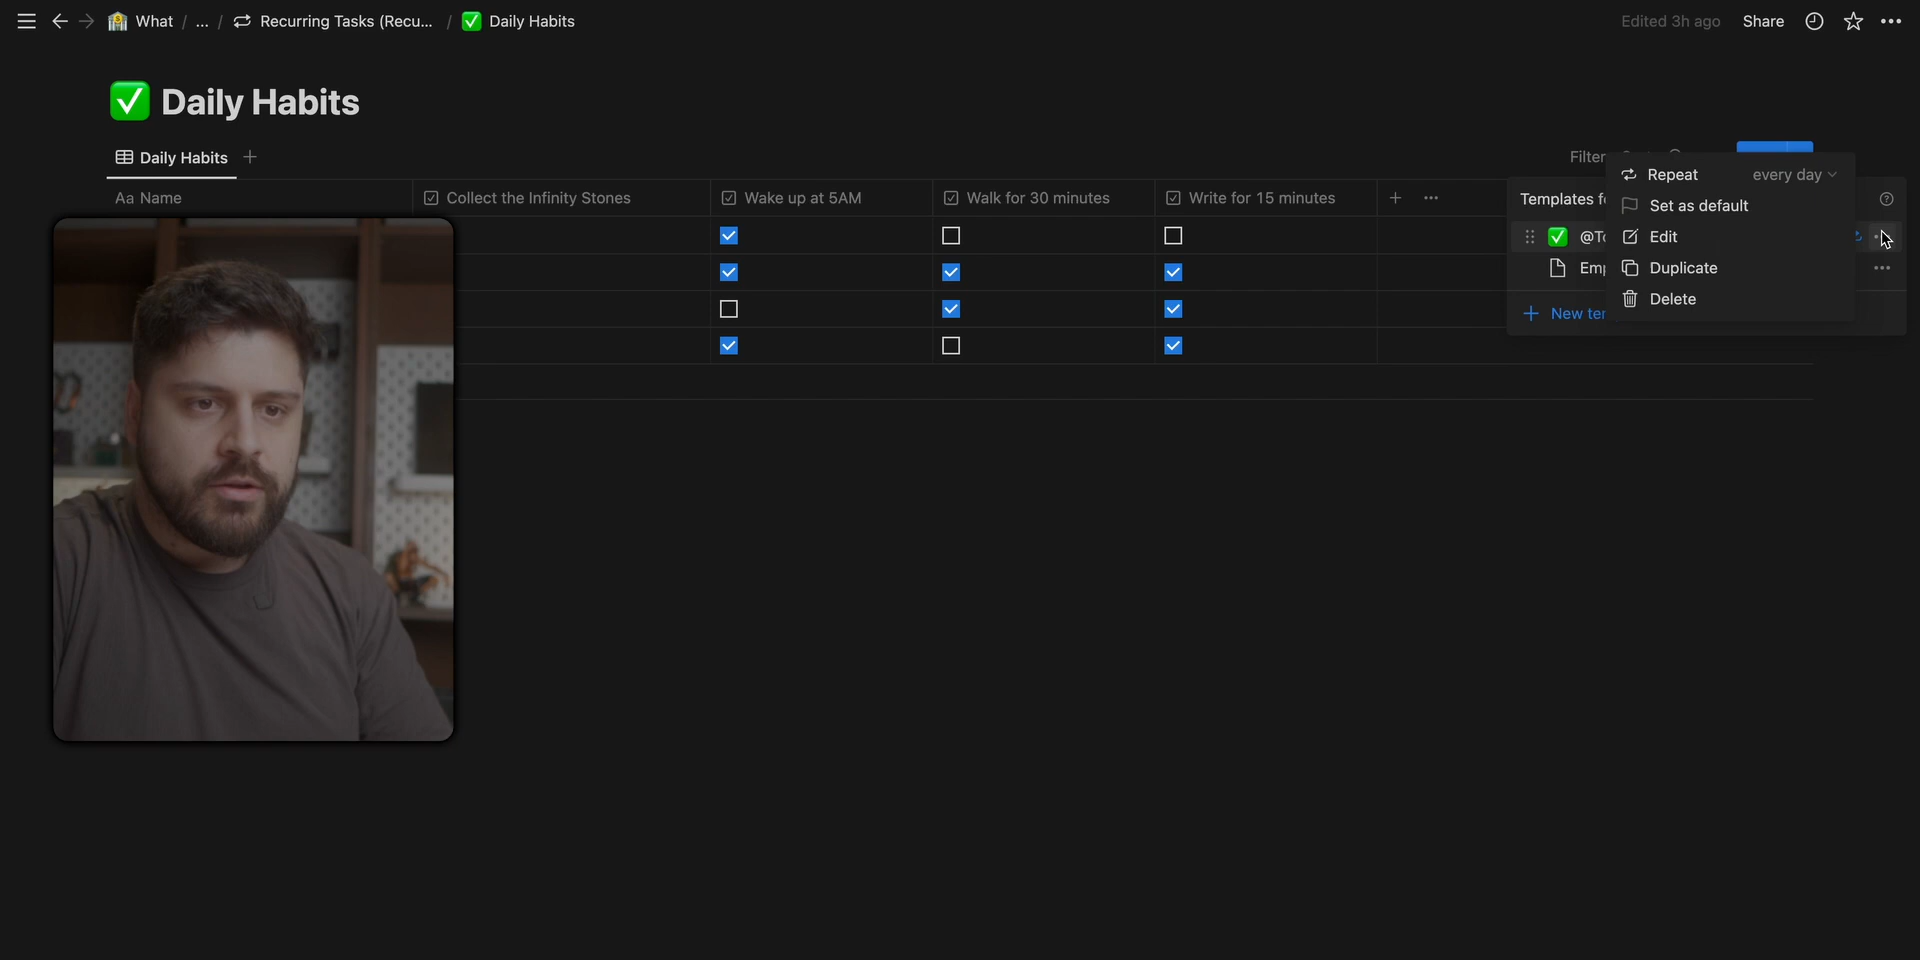 What / ... / Recurring Tasks (Recu... / Daily Habits
Edited 3h ago Share
Daily Habits
Daily Habits
Filter
Aa Name Collect the Infinity Stones Wake up at 5AM Walk for 30 minutes Write for 15 minutes
Templates
Repeat every day
Set as default
Edit
Duplicate
Delete
New